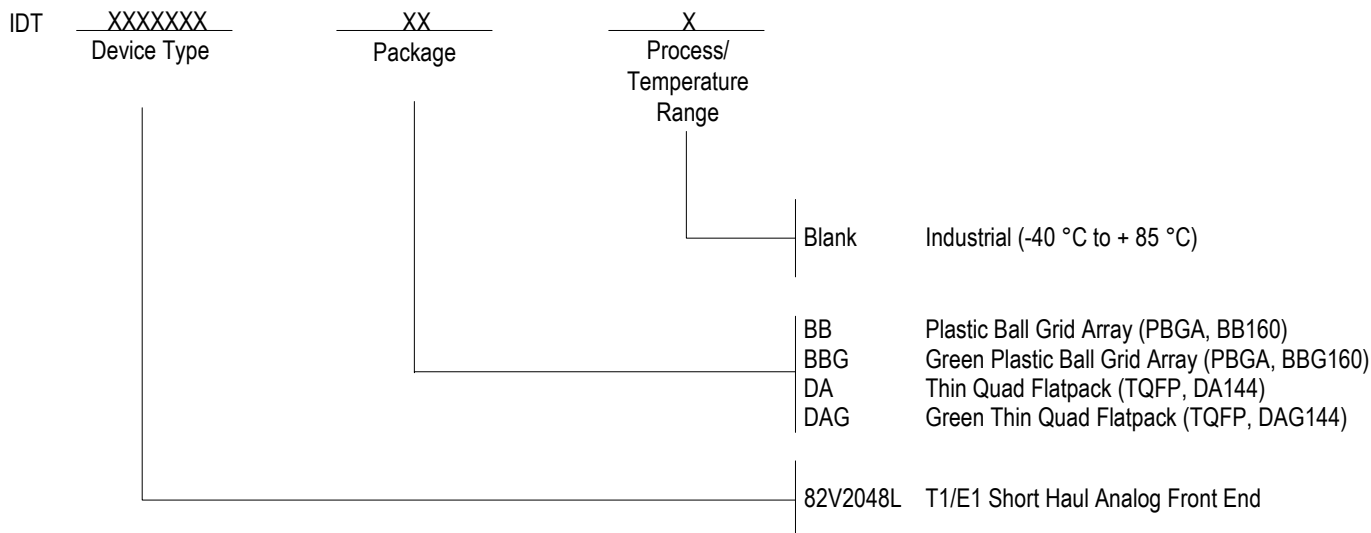 IDT XXXXXXX XX X
Device Type Package Process/
Temperature
Range
Blank Industrial (-40 °C to + 85 °C)
BB Plastic Ball Grid Array (PBGA, BB160)
BBG Green Plastic Ball Grid Array (PBGA, BBG160)
DA Thin Quad Flatpack (TQFP, DA144)
DAG Green Thin Quad Flatpack (TQFP, DAG144)
82V2048L T1/E1 Short Haul Analog Front End